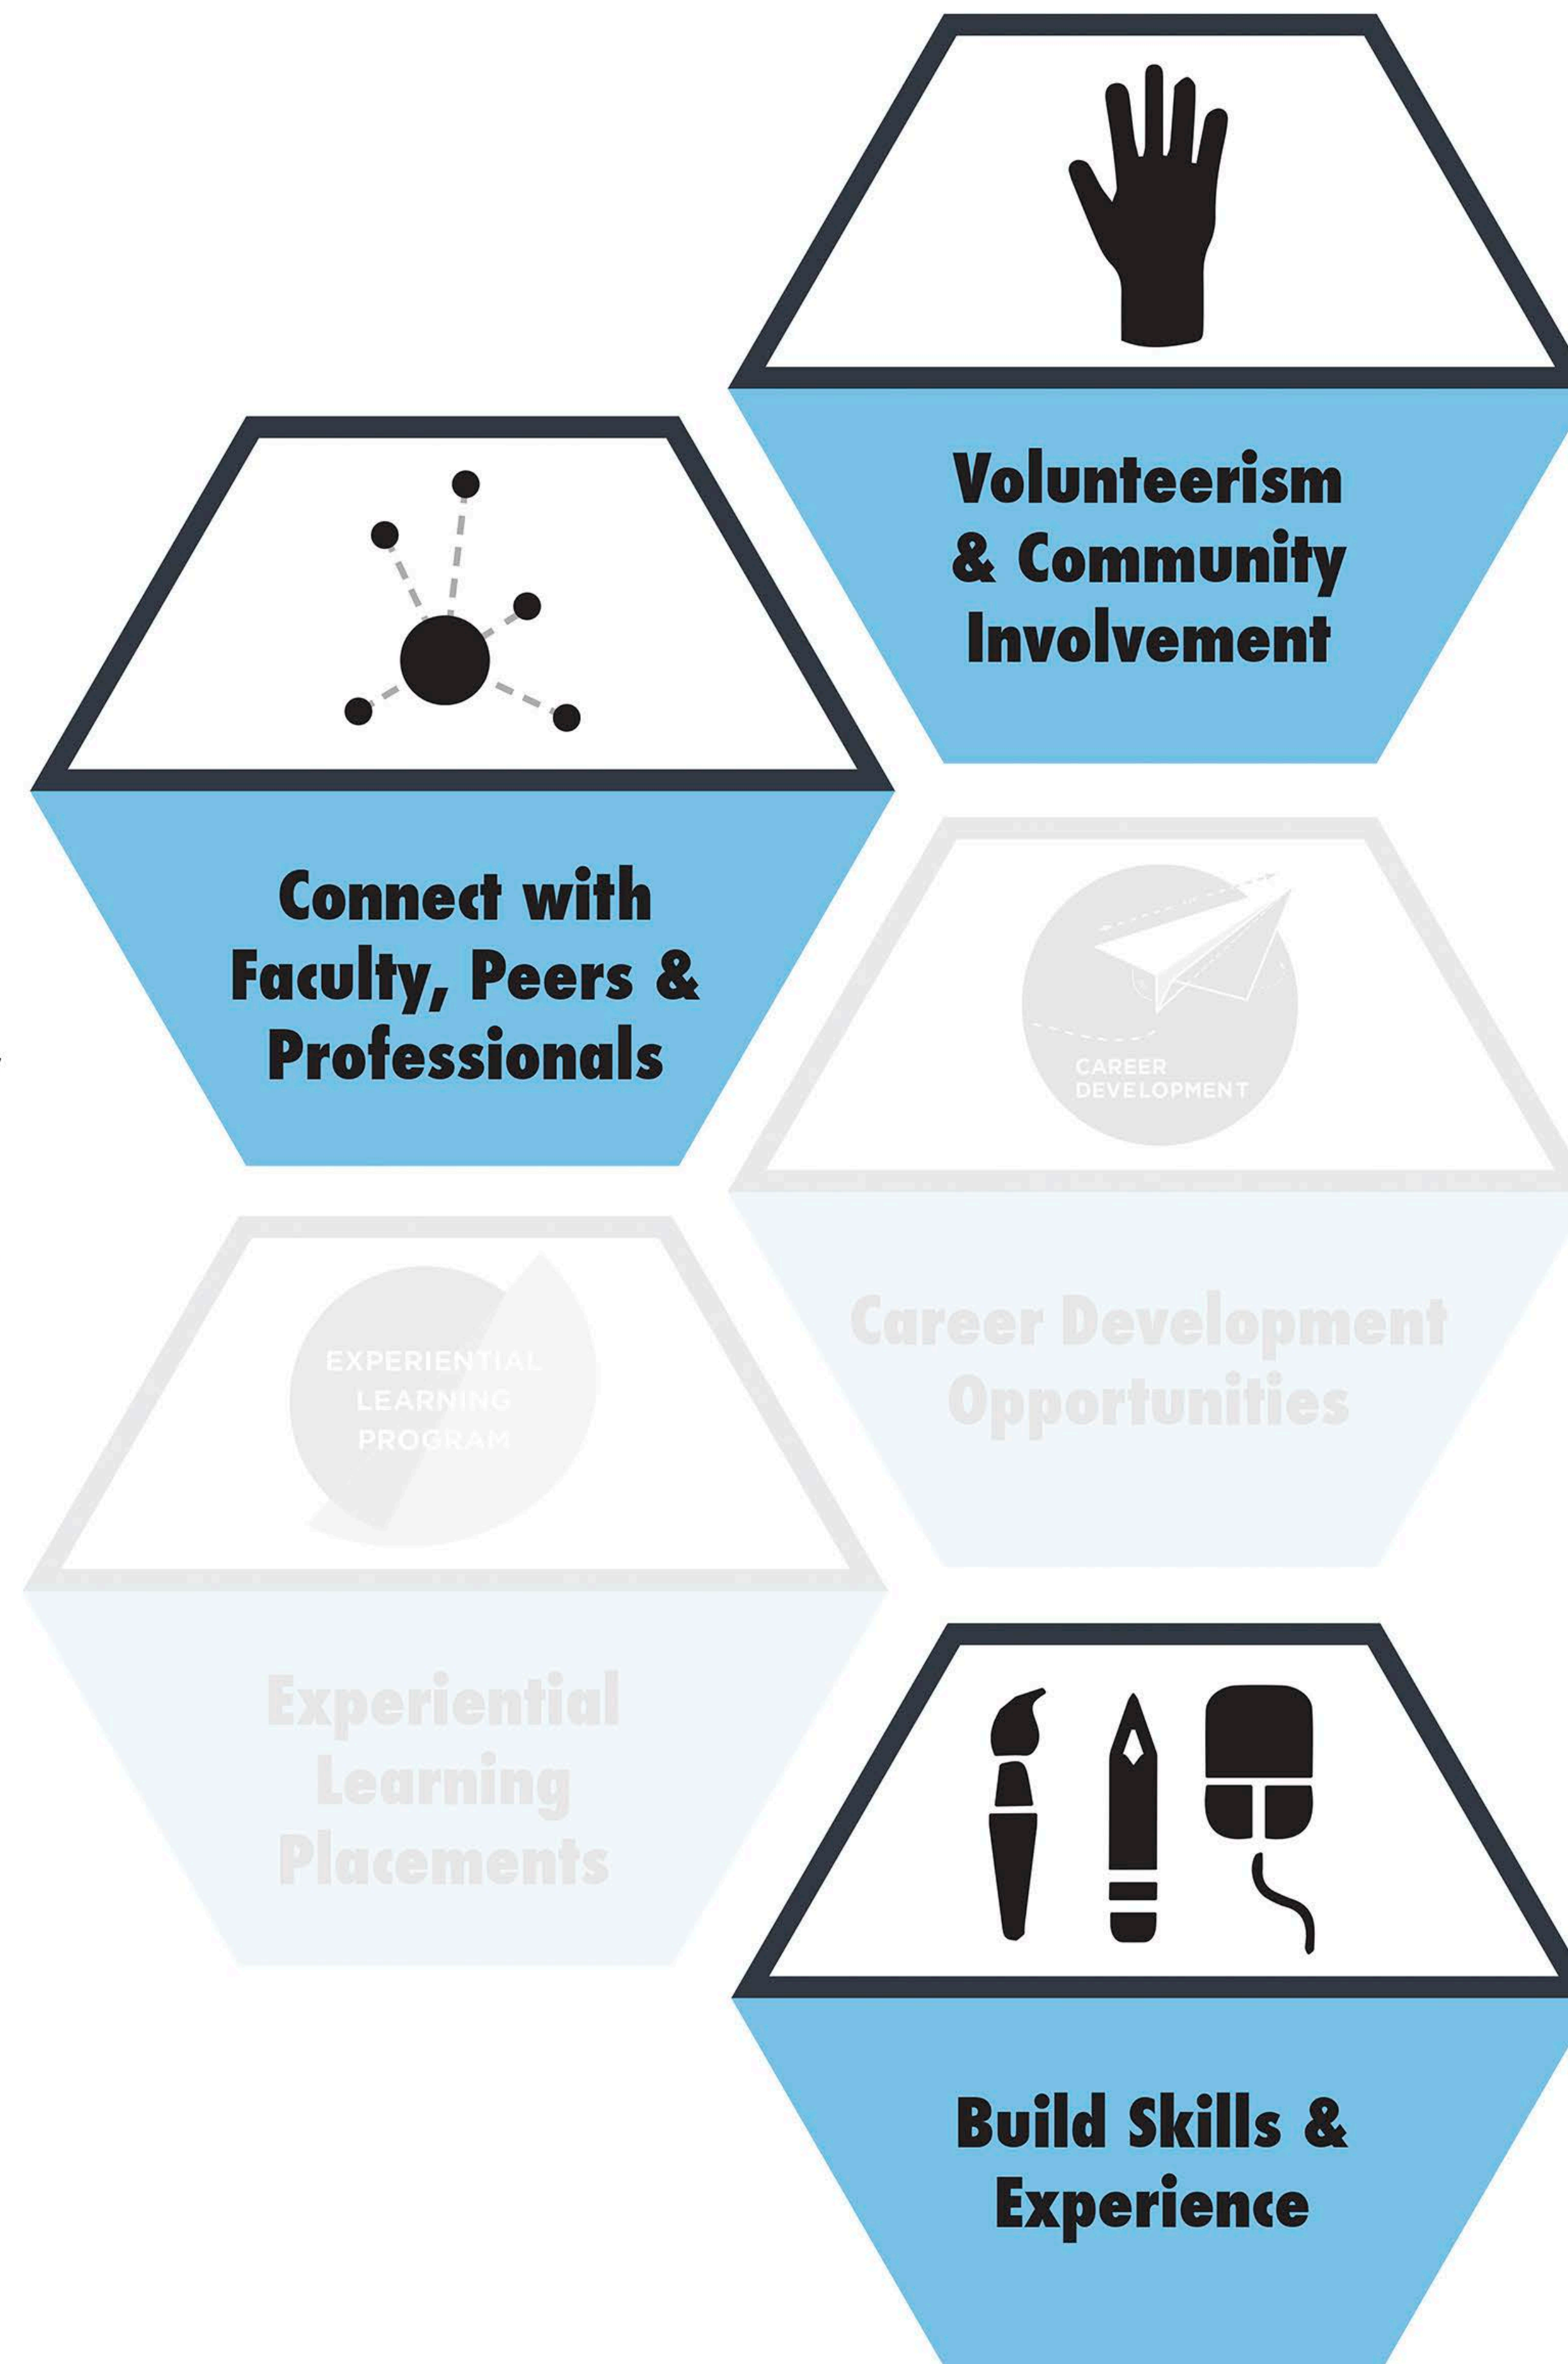 Volunteerism
& Community
Involvement
Connect with
Faculty, Peers &
Professionals
CAREER
DEVELOPMENT
Career Development
Opportunities
EXPERIENTIAL
LEARNING
PROGRAM
Experiential
Learning
Placements
Build Skills &
Experience